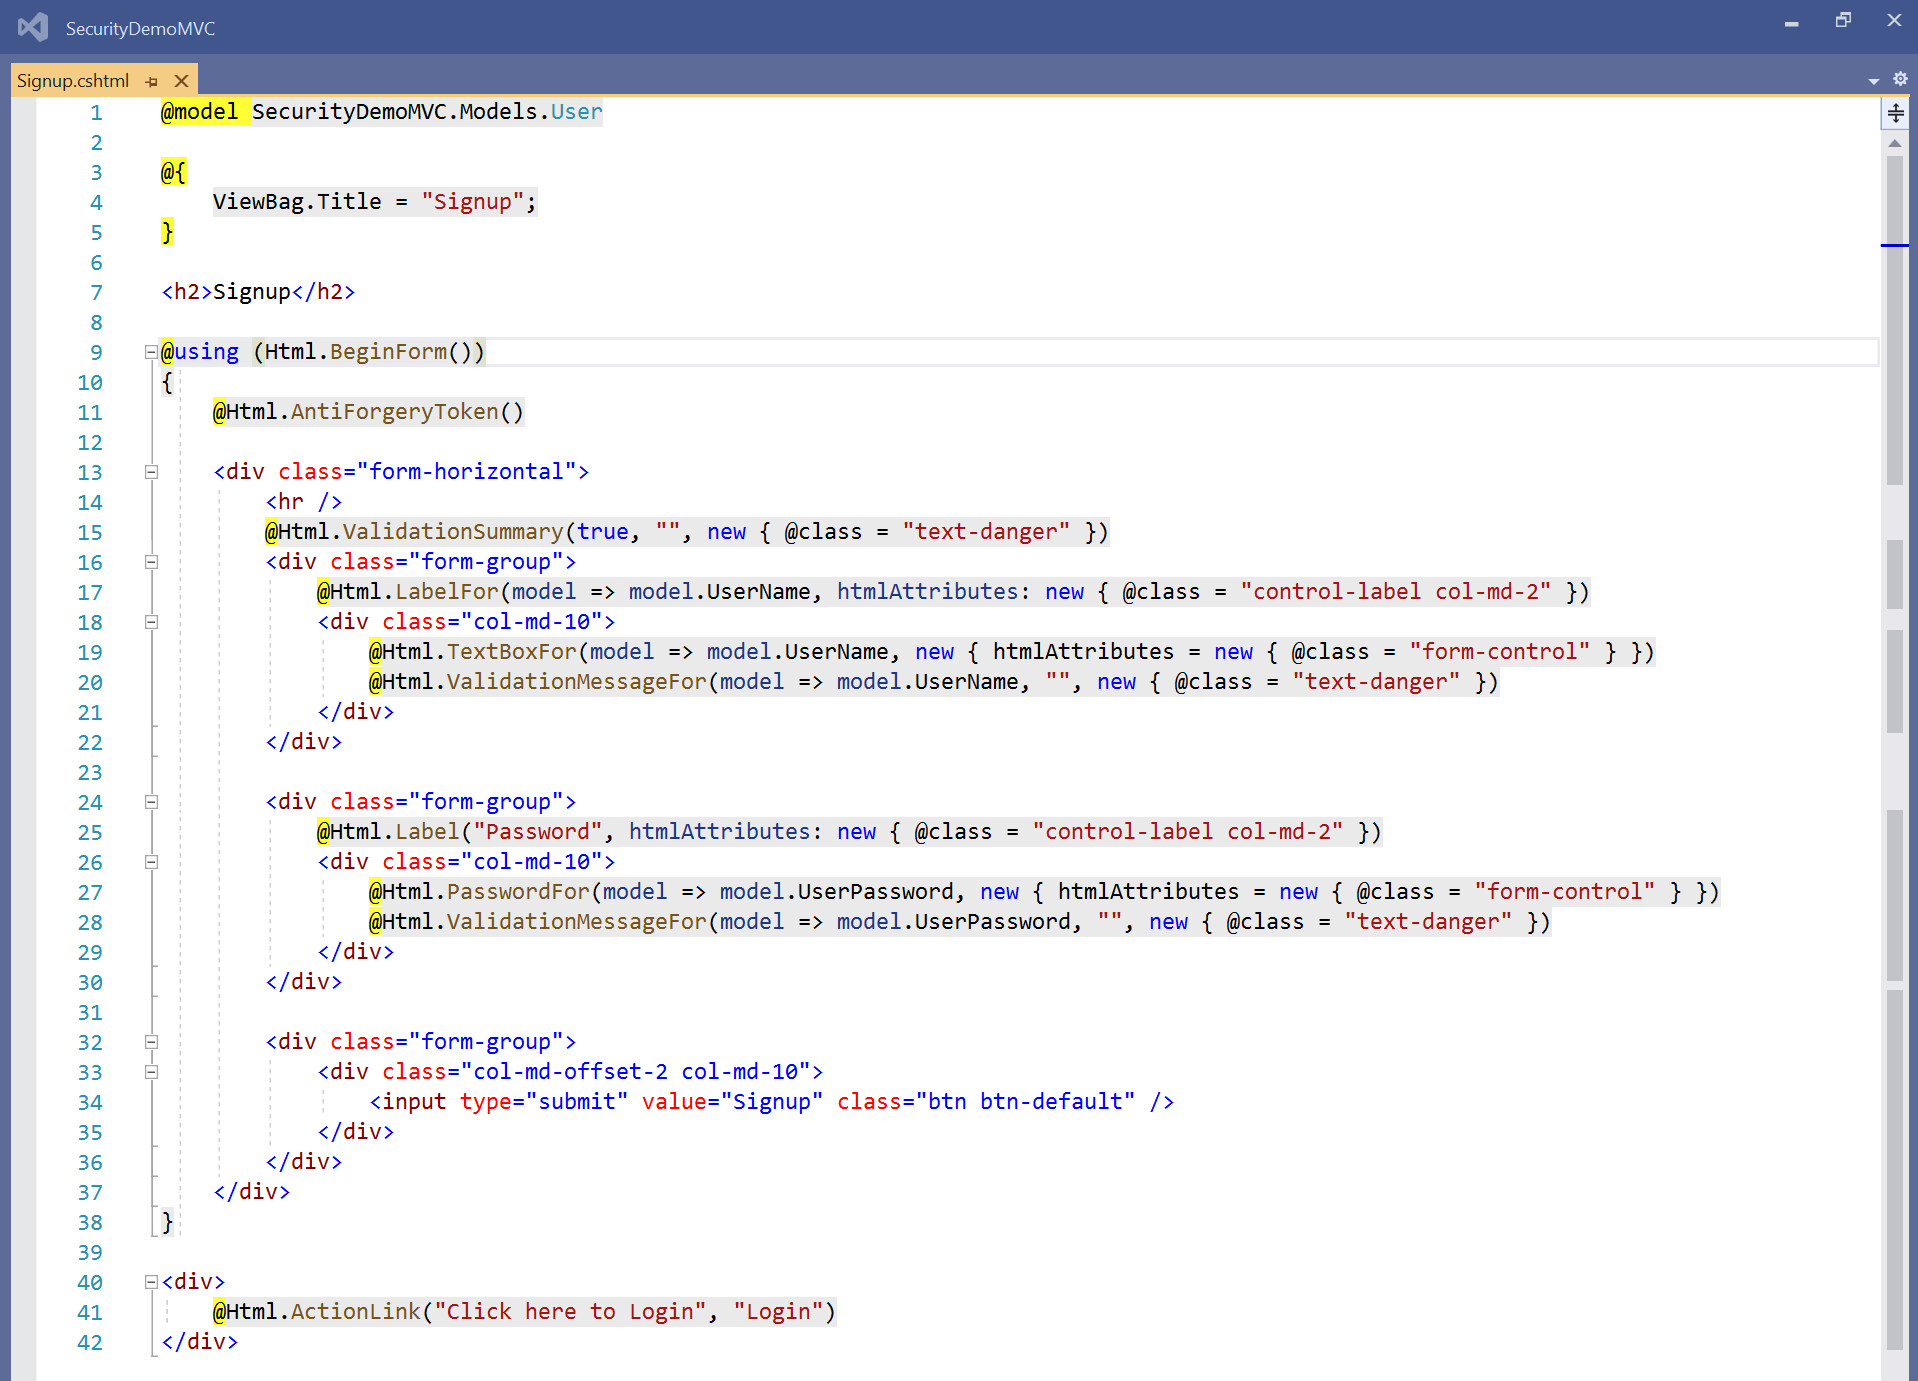 SecurityDemoMVC
Signup.cshtml
1 @model SecurityDemoMVC.Models.User
2
3 @{
4     ViewBag.Title = "Signup";
5 }
6
7 <h2>Signup</h2>
8
9 @using (Html.BeginForm())
10 {
11     @Html.AntiForgeryToken()
12
13     <div class="form-horizontal">
14         <hr />
15         @Html.ValidationSummary(true, "", new { @class = "text-danger" })
16         <div class="form-group">
17             @Html.LabelFor(model => model.UserName, htmlAttributes: new { @class = "control-label col-md-2" })
18             <div class="col-md-10">
19                 @Html.TextBoxFor(model => model.UserName, new { htmlAttributes = new { @class = "form-control" } })
20                 @Html.ValidationMessageFor(model => model.UserName, "", new { @class = "text-danger" })
21             </div>
22         </div>
23
24         <div class="form-group">
25             @Html.Label("Password", htmlAttributes: new { @class = "control-label col-md-2" })
26             <div class="col-md-10">
27                 @Html.PasswordFor(model => model.UserPassword, new { htmlAttributes = new { @class = "form-control" } })
28                 @Html.ValidationMessageFor(model => model.UserPassword, "", new { @class = "text-danger" })
29             </div>
30         </div>
31
32         <div class="form-group">
33             <div class="col-md-offset-2 col-md-10">
34                 <input type="submit" value="Signup" class="btn btn-default" />
35             </div>
36         </div>
37     </div>
38 }
39
40 <div>
41     @Html.ActionLink("Click here to Login", "Login")
42 </div>